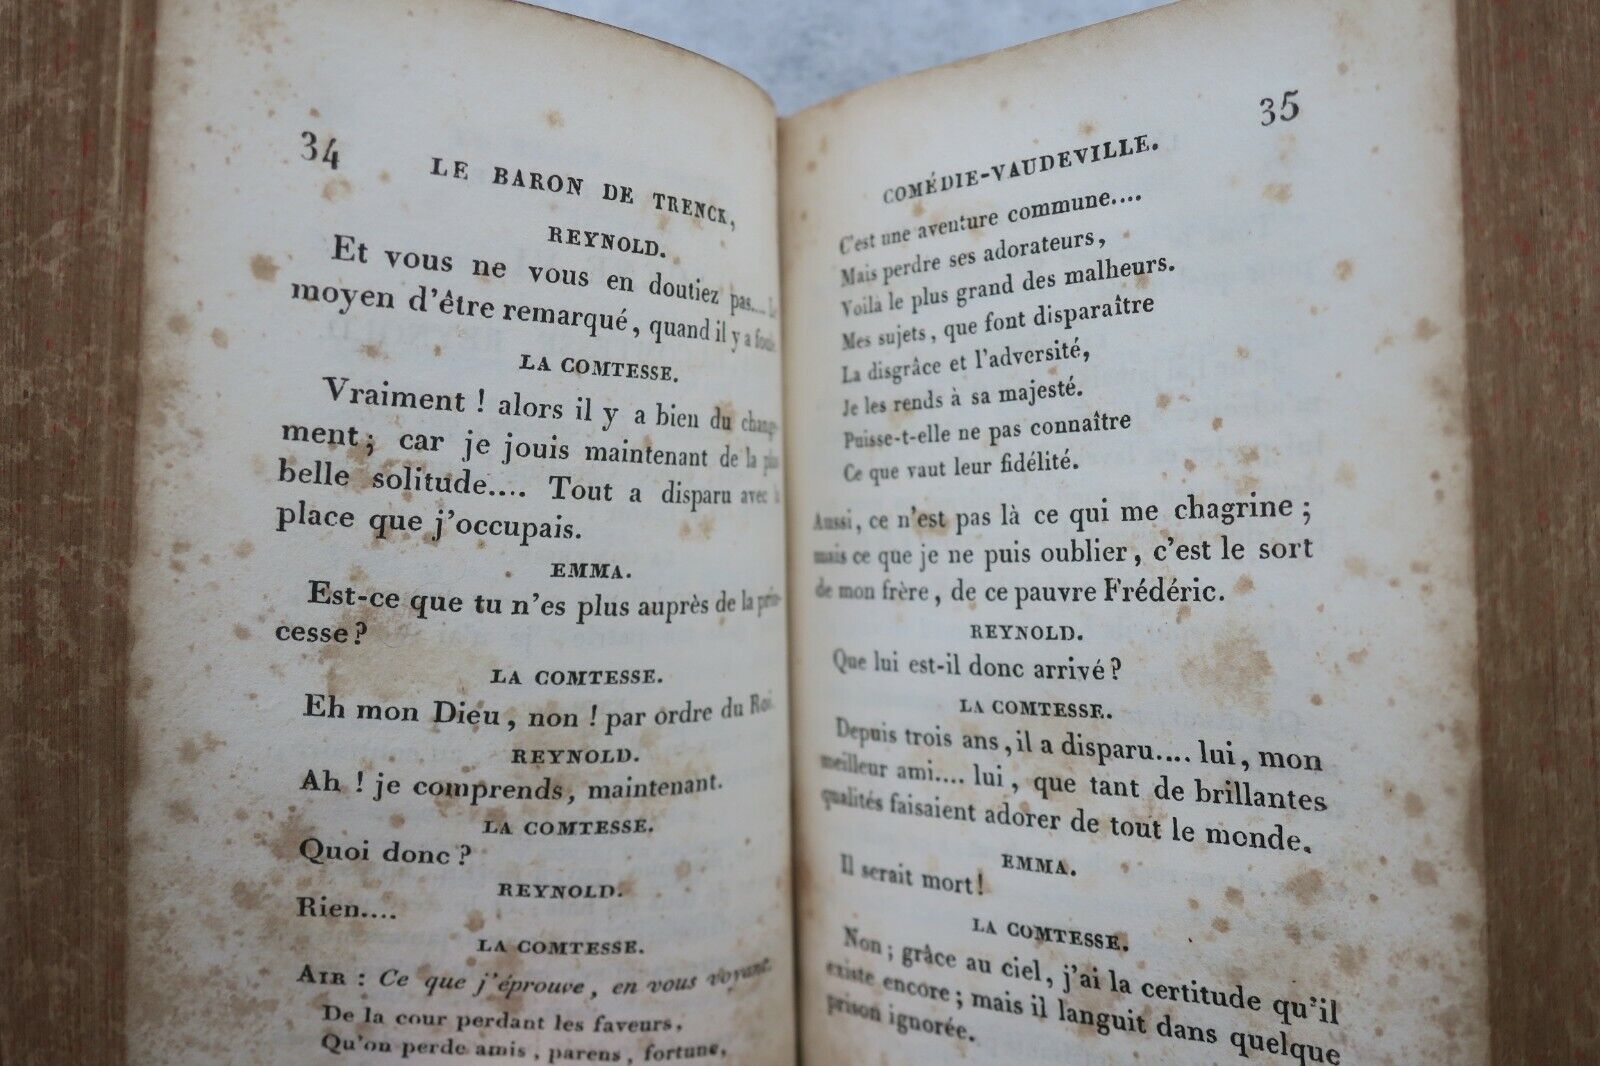 34
LE BARON DE TRENCK,
REYNOLD.
Et vous ne vous en doutiez pas.... Le
moyen d'être remarqué, quand il y a foule.
LA COMTESSE.
Vraiment ! alors il y a bien du change-
ment ; car je jouis maintenant de la plus
belle solitude.... Tout a disparu avec la
place que j'occupais.
EMMA.
Est-ce que tu n'es plus auprès de la prin-
cesse ?
LA COMTESSE.
Eh mon Dieu, non ! par ordre du Roi.
REYNOLD.
Ah ! je comprends, maintenant.
LA COMTESSE.
Quoi donc ?
REYNOLD.
Rien....
LA COMTESSE.
AIR : Ce que j'éprouve, en vous voyant.
De la cour perdant les faveurs,
Qu'on perde amis, parens, fortune,
35
COMÉDIE-VAUDEVILLE.
C'est une aventure commune....
Mais perdre ses adorateurs,
Voilà le plus grand des malheurs.
Mes sujets, que font disparaître
La disgrâce et l'adversité,
Je les rends à sa majesté.
Puisse-t-elle ne pas connaître
Ce que vaut leur fidélité.
Aussi, ce n'est pas là ce qui me chagrine ;
mais ce que je ne puis oublier, c'est le sort
de mon frère, de ce pauvre Frédéric.
REYNOLD.
Que lui est-il donc arrivé ?
LA COMTESSE.
Depuis trois ans, il a disparu.... lui, mon
meilleur ami.... lui, que tant de brillantes
qualités faisaient adorer de tout le monde.
EMMA.
Il serait mort !
LA COMTESSE.
Non ; grâce au ciel, j'ai la certitude qu'il
existe encore ; mais il languit dans quelque
prison ignorée.